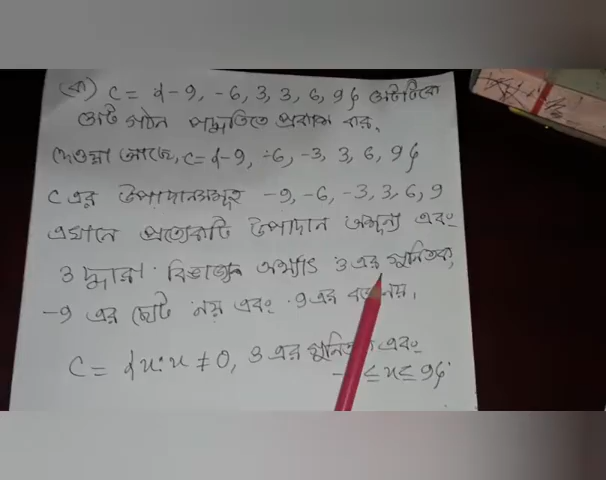 (ক) C = {-9, -6, 3, 3, 6, 9} সেটটিকে
সেট গঠন পদ্ধতিতে প্রকাশ কর.
দেওয়া আছে, C = {-9, -6, -3, 3, 6, 9}
C এর উপাদানসমূহ -9, -6, -3, 3, 6, 9
এখানে প্রত্যেকটি উপাদান অশূন্য এবং
3 দ্বারা বিভাজ্য অর্থাৎ 3 এর গুণিতক,
-9 এর ছোট নয় এবং 9 এর বড় নয়।
C = {x : x ≠ 0, 3 এর গুণিতক এবং
≤ x ≤ 9}